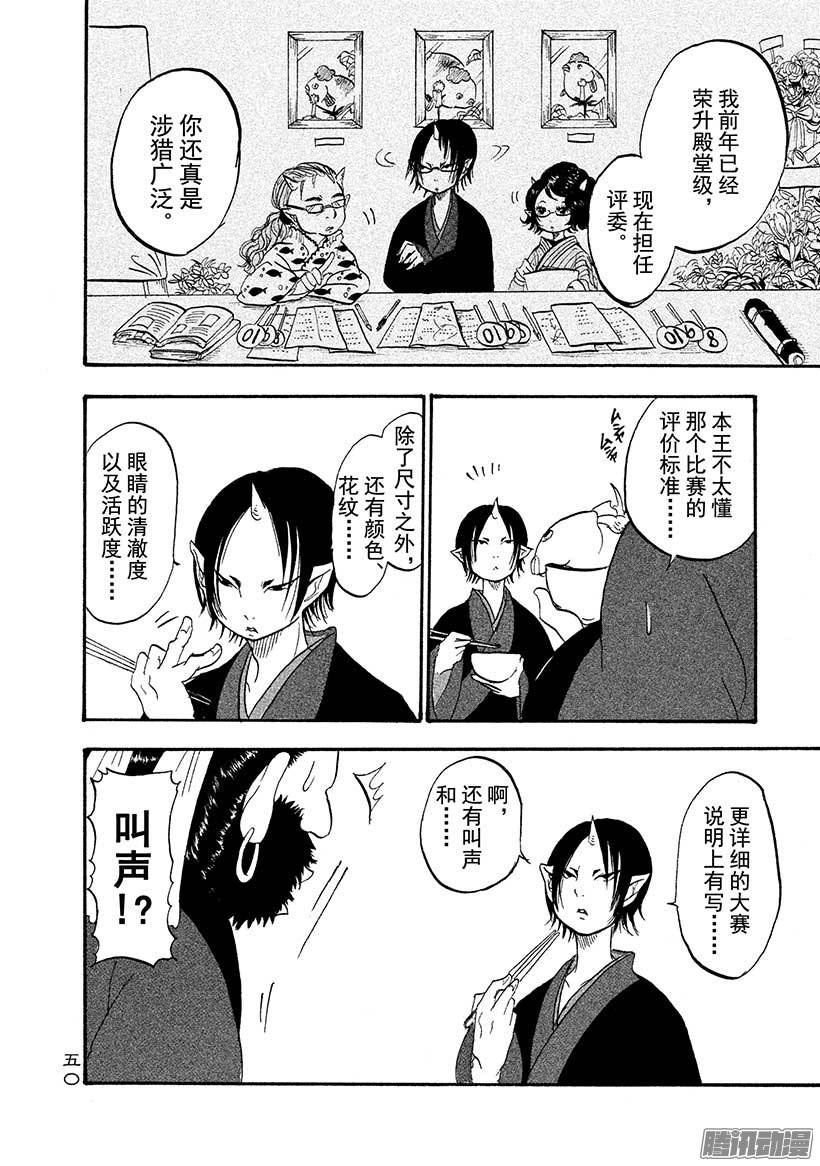 我前年已经
荣升殿堂级，
现在担任
评委。
你还真是
涉猎广泛。
本王不太懂
那个比赛的
评价标准……
除了尺寸之外，
还有颜色、
花纹……
眼睛的清澈度
以及活跃度
……
更详细的大赛
说明上有写
……
啊，
还有叫声
和……
叫声！？
五〇
腾讯动漫